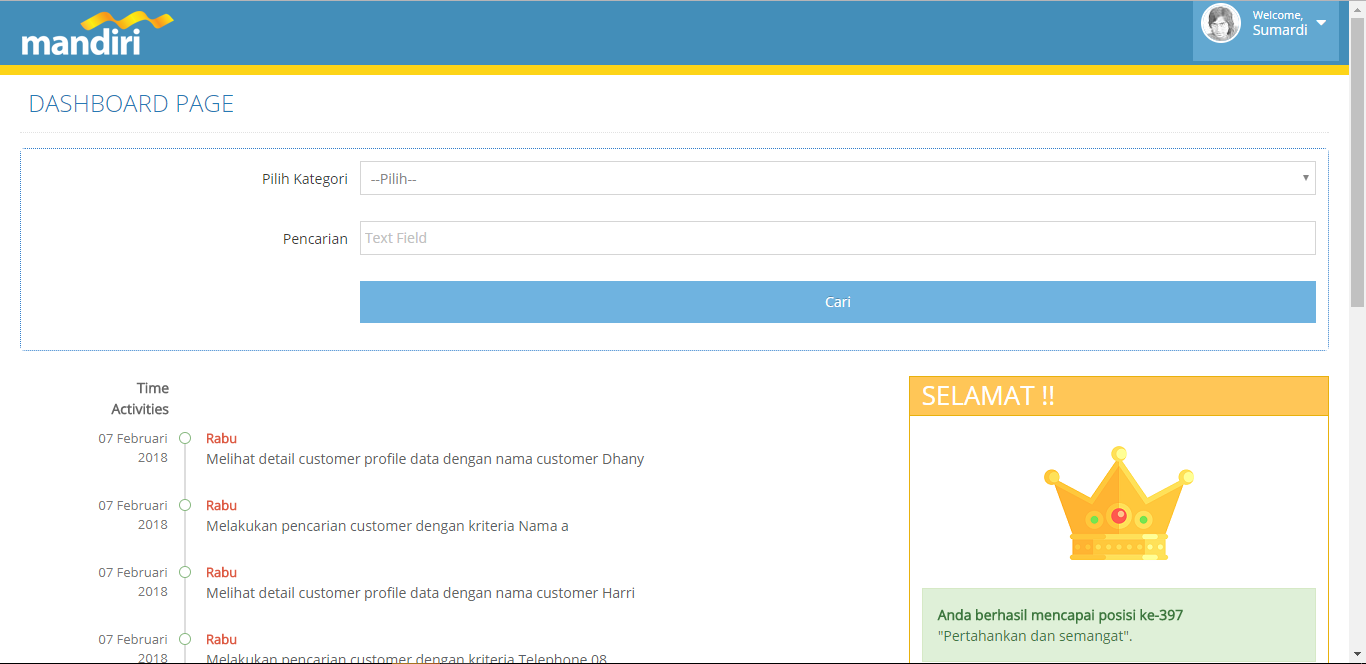 mandiri
Welcome,
Sumardi
DASHBOARD PAGE
Pilih Kategori
--Pilih--
Pencarian
Text Field
Cari
Time
Activities
07 Februari
2018
Rabu
Melihat detail customer profile data dengan nama customer Dhany
07 Februari
2018
Rabu
Melakukan pencarian customer dengan kriteria Nama a
07 Februari
2018
Rabu
Melihat detail customer profile data dengan nama customer Harri
07 Februari
2018
Rabu
Melakukan pencarian customer dengan kriteria Telephone 08
SELAMAT !!
Anda berhasil mencapai posisi ke-397
"Pertahankan dan semangat".